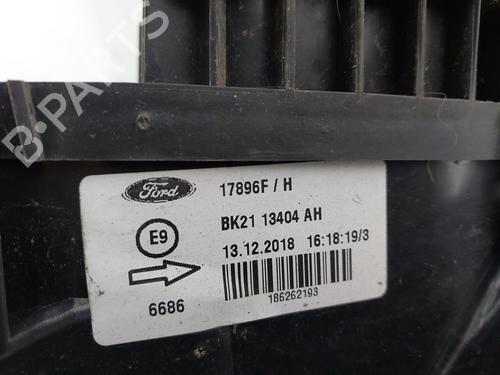 B-PARTS
Ford
17896F / H
E9
BK21 13404 AH
13.12.2018 16:18:19/3
6686
186262193